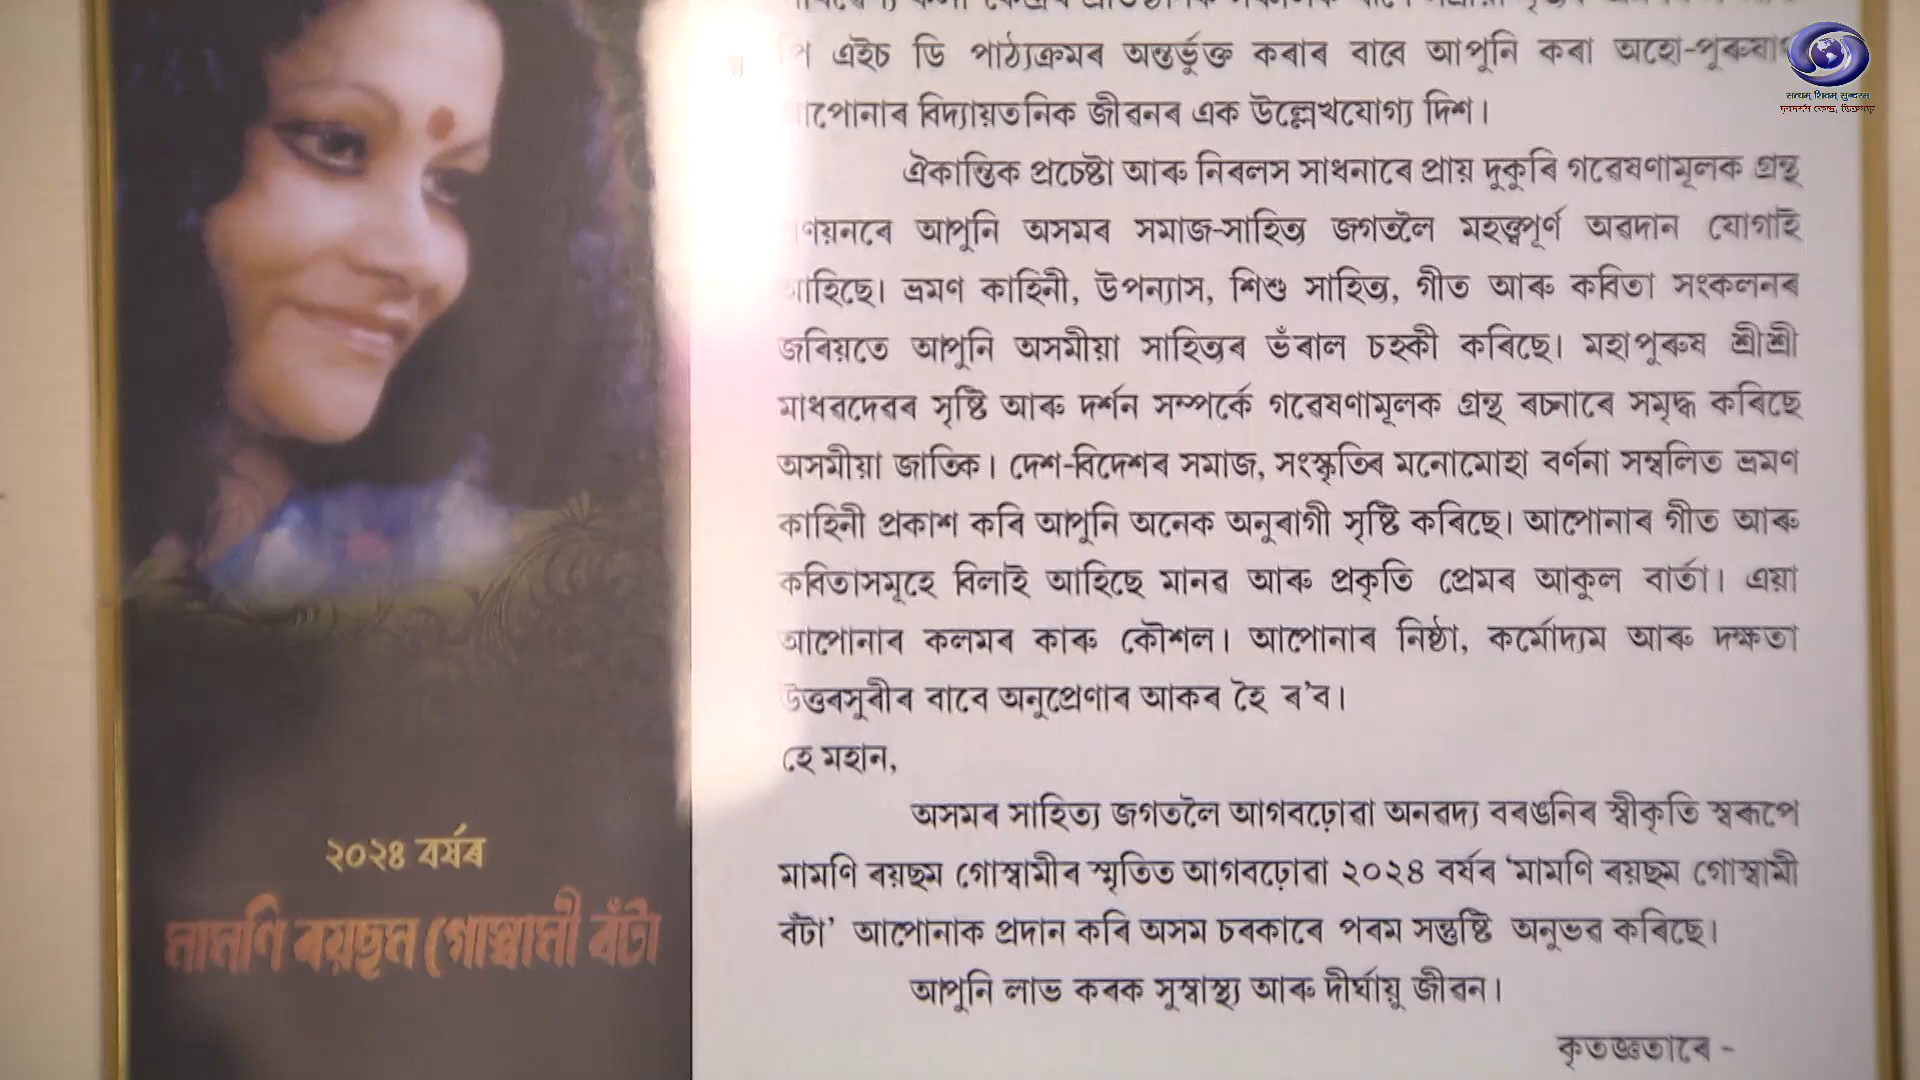 এইচ ডি পাঠ্যক্ৰমৰ অন্তৰ্ভুক্ত কৰাৰ বাবে আপুনি কৰা
বিদ্যায়তনিক জীৱনৰ এক উল্লেখযোগ্য দিশ।
ঐকান্তিক প্ৰচেষ্টা আৰু নিৰলস সাধনাৰে প্ৰায় দুকুৰি গৱেষণামূলক গ্ৰন্থ
আপুনি অসমৰ সমাজ-সাহিত্য জগতলৈ মহত্ত্বপূৰ্ণ অৱদান যোগাই
আহিছে। ভ্ৰমণ কাহিনী, উপন্যাস, শিশু সাহিত্য, গীত আৰু কবিতা সংকলনৰ
জৰিয়তে আপুনি অসমীয়া সাহিত্যৰ ভঁৰাল চহকী কৰিছে। মহাপুৰুষ শ্ৰীশ্ৰী
মাধৱদেৱৰ সৃষ্টি আৰু দৰ্শন সম্পৰ্কে গৱেষণামূলক গ্ৰন্থ ৰচনাৰে সমৃদ্ধ কৰিছে
অসমীয়া জাতিক। দেশ-বিদেশৰ সমাজ, সংস্কৃতিৰ মনোমোহা বৰ্ণনা সম্বলিত ভ্ৰমণ
কাহিনী প্ৰকাশ কৰি আপুনি অনেক অনুৰাগী সৃষ্টি কৰিছে। আপোনাৰ গীত আৰু
কবিতাসমূহে বিলাই আহিছে মানৱ আৰু প্ৰকৃতি প্ৰেমৰ আকুল বাৰ্তা। এয়া
আপোনাৰ কলমৰ কাৰু কৌশল। আপোনাৰ নিষ্ঠা, কৰ্মোদ্যম আৰু দক্ষতা
উত্তৰসুৰীৰ বাবে অনুপ্ৰেণাৰ আকৰ হৈ ৰ'ব।
হে মহান,
অসমৰ সাহিত্য জগতলৈ আগবঢ়োৱা অনৱদ্য বৰঙনিৰ স্বীকৃতি স্বৰূপে
মামণি ৰয়ছম গোস্বামীৰ স্মৃতিত আগবঢ়োৱা ২০২৪ বৰ্ষৰ 'মামণি ৰয়ছম গোস্বামী
বঁটা' আপোনাক প্ৰদান কৰি অসম চৰকাৰে পৰম সন্তুষ্টি অনুভৱ কৰিছে।
আপুনি লাভ কৰক সুস্বাস্থ্য আৰু দীৰ্ঘায়ু জীৱন।
কৃতজ্ঞতাৰে -
২০২৪ বৰ্ষৰ
মামণি ৰয়ছম গোস্বামী বঁটা
सत्यम् शिवम् सुन्दरम्